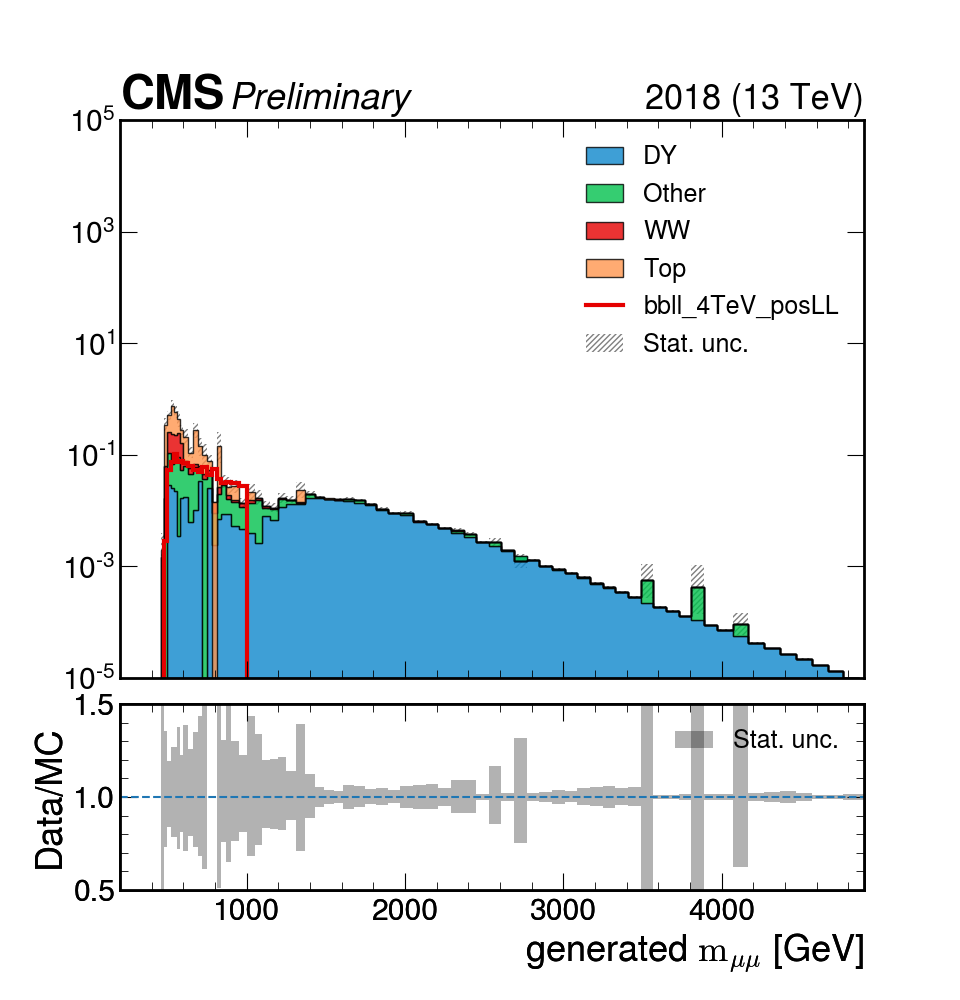 CMS Preliminary 2018 (13 TeV)
10^5
10^3
10^1
10^-1
10^-3
10^-5
DY
Other
WW
Top
bbll_4TeV_posLL
Stat. unc.
1.5
1.0
0.5
Data/MC
Stat. unc.
1000 2000 3000 4000
generated m_μμ [GeV]